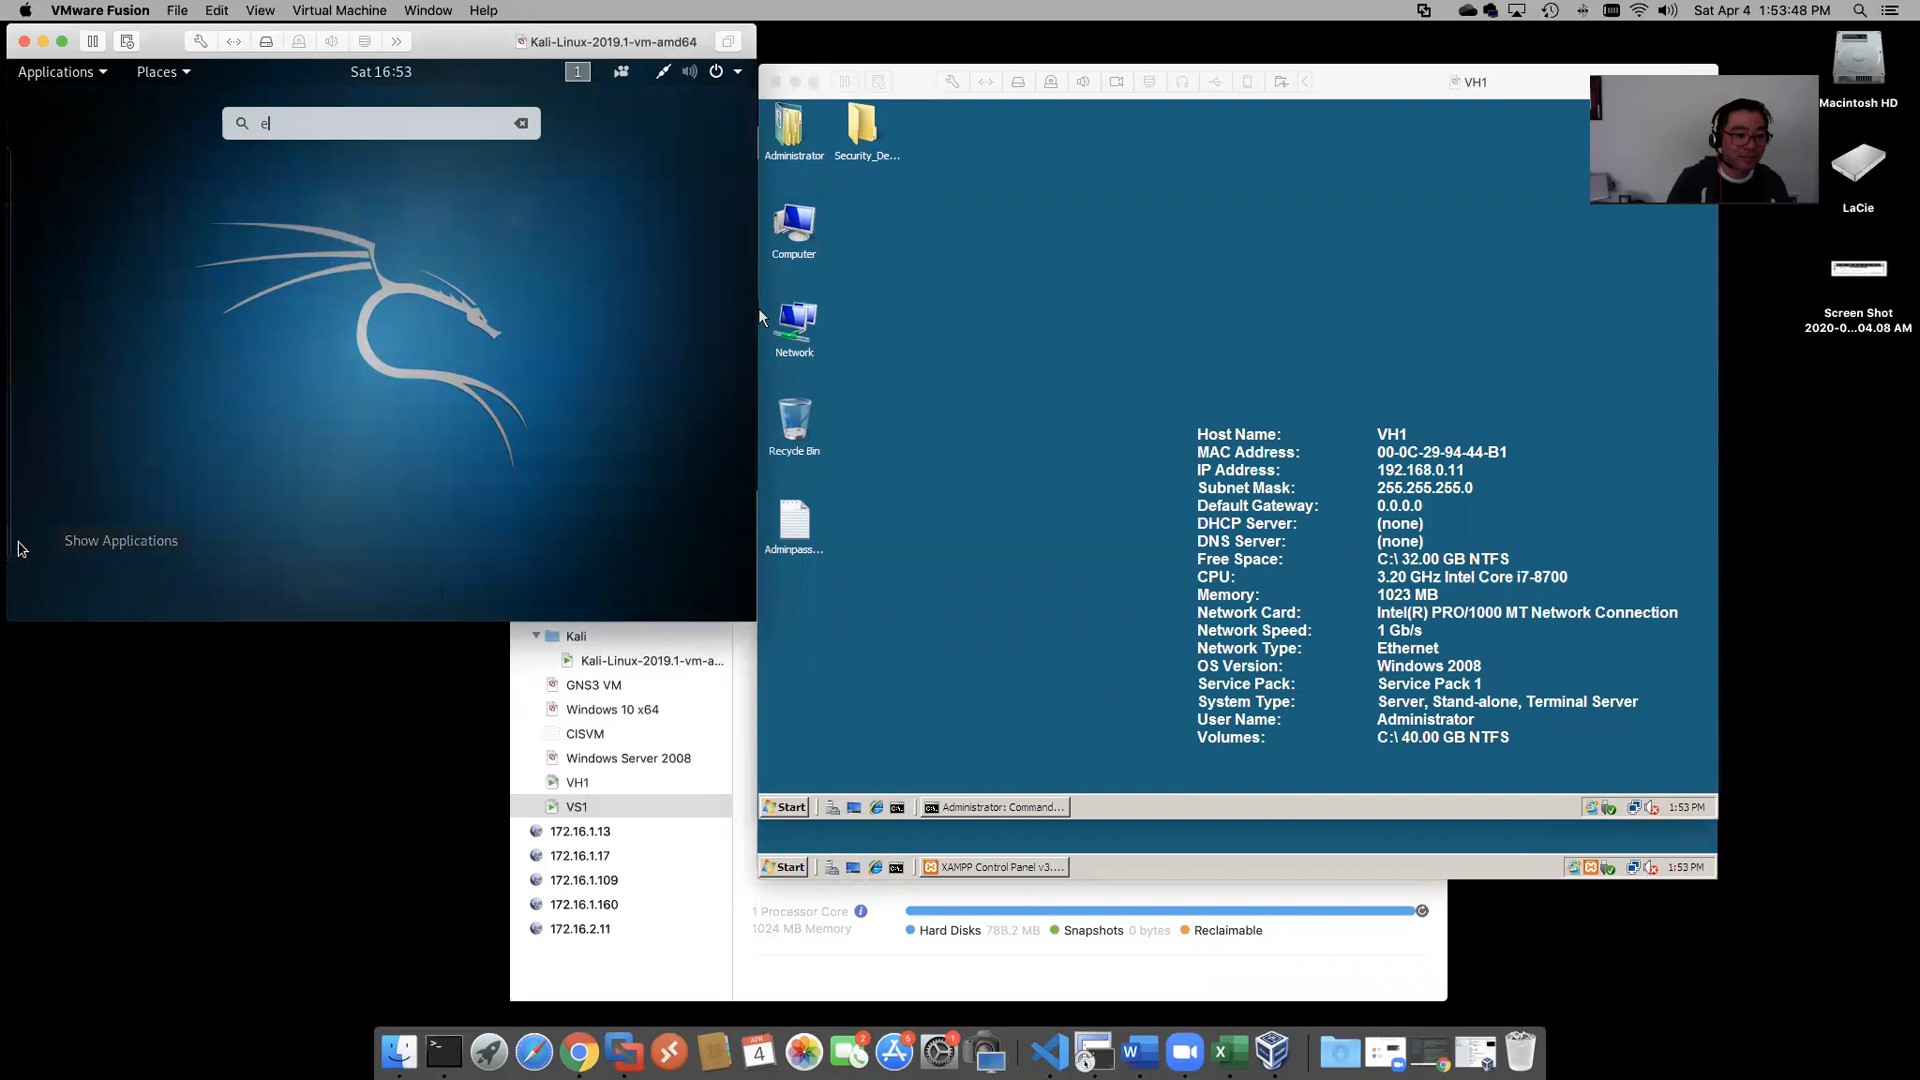 VMware Fusion File Edit View Virtual Machine Window Help
Sat Apr 4 1:53:48 PM
Kali-Linux-2019.1-vm-amd64
Applications Places Sat 16:53 1
e
Show Applications
VH1
Administrator
Security_De...
Computer
Network
Recycle Bin
Adminpass...
Host Name: VH1
MAC Address: 00-0C-29-94-44-B1
IP Address: 192.168.0.11
Subnet Mask: 255.255.255.0
Default Gateway: 0.0.0.0
DHCP Server: (none)
DNS Server: (none)
Free Space: C:\ 32.00 GB NTFS
CPU: 3.20 GHz Intel Core i7-8700
Memory: 1023 MB
Network Card: Intel(R) PRO/1000 MT Network Connection
Network Speed: 1 Gb/s
Network Type: Ethernet
OS Version: Windows 2008
Service Pack: Service Pack 1
System Type: Server, Stand-alone, Terminal Server
User Name: Administrator
Volumes: C:\ 40.00 GB NTFS
Start Administrator: Command... 1:53 PM
Start XAMPP Control Panel v3.... 1:53 PM
Macintosh HD
LaCie
Screen Shot
2020-0...04.08 AM
Kali
Kali-Linux-2019.1-vm-a...
GNS3 VM
Windows 10 x64
CISVM
Windows Server 2008
VH1
VS1
172.16.1.13
172.16.1.17
172.16.1.109
172.16.1.160
172.16.2.11
1 Processor Core
1024 MB Memory
Hard Disks 788.2 MB Snapshots 0 bytes Reclaimable
APR
4
2
5
1
W
X